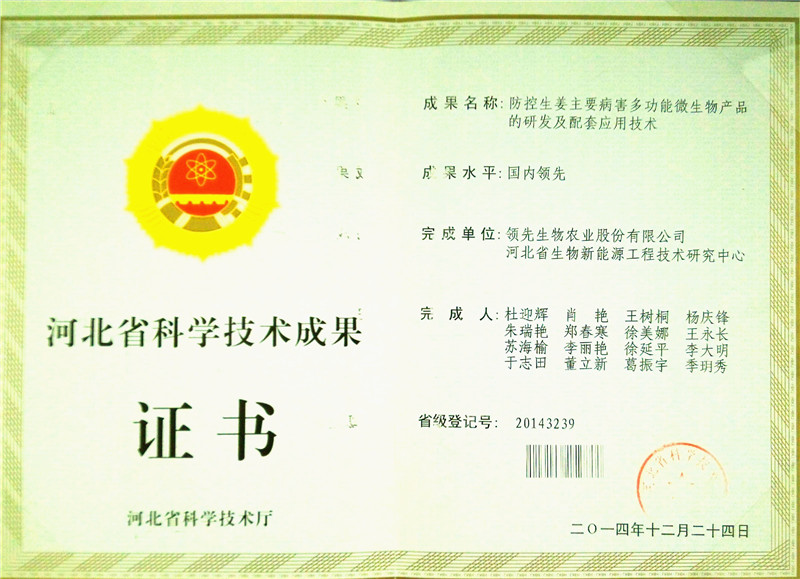 河北省科学技术成果
证书
河北省科学技术厅
成果名称:防控生姜主要病害多功能微生物产品
的研发及配套应用技术
成果水平:国内领先
完成单位:领先生物农业股份有限公司
河北省生物新能源工程技术研究中心
完成人:杜迎辉 肖艳 王树桐 杨庆锋
朱瑞艳 郑春寒 徐美娜 王永长
苏海榆 李丽艳 徐延平 李大明
于志田 董立新 葛振宇 季玥秀
省级登记号: 20143239
二〇一四年十二月二十四日